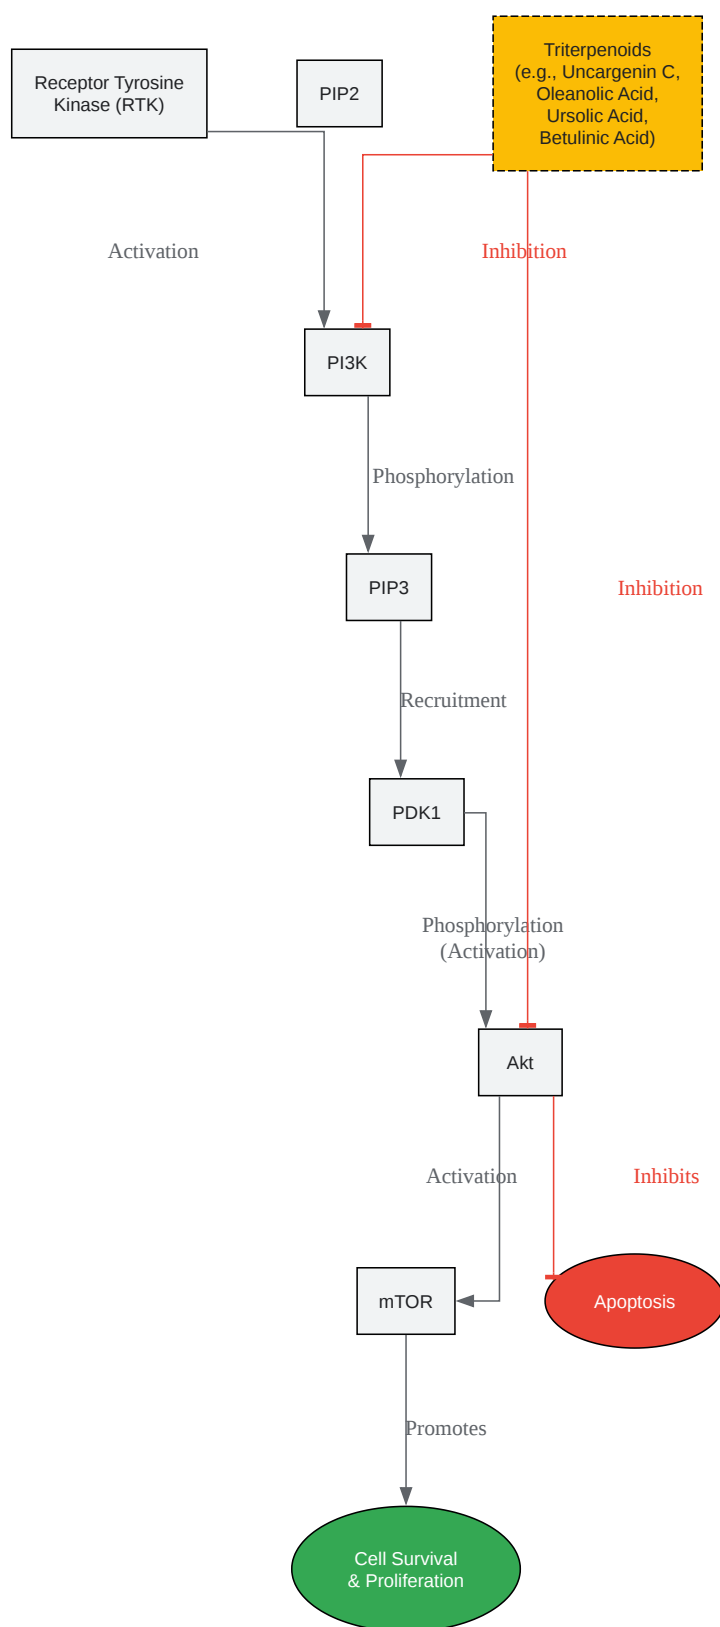 Receptor Tyrosine
Kinase (RTK)
PIP2
Triterpenoids
(e.g., Uncargenin C,
Oleanolic Acid,
Ursolic Acid,
Betulinic Acid)
Activation
Inhibition
PI3K
Phosphorylation
PIP3
Inhibition
Recruitment
PDK1
Phosphorylation
(Activation)
Akt
Activation
Inhibits
mTOR
Apoptosis
Promotes
Cell Survival
& Proliferation